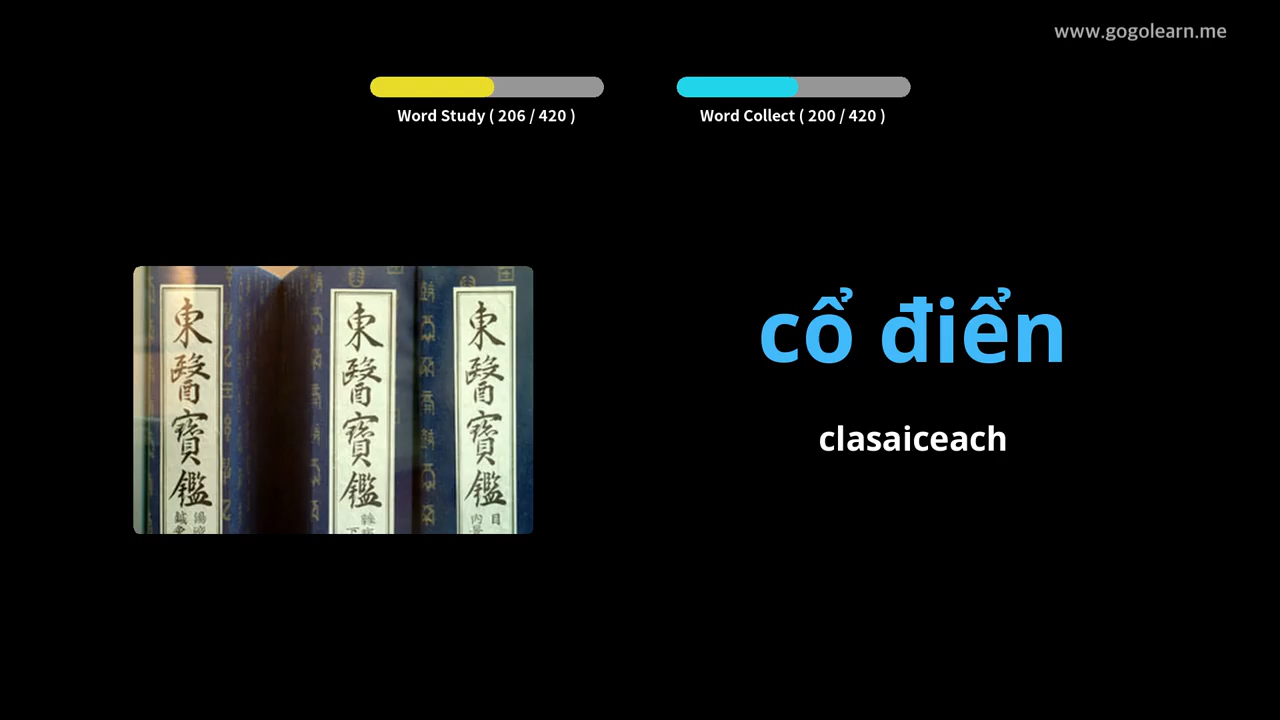 www.gogolearn.me
Word Study ( 206 / 420 )
Word Collect ( 200 / 420 )
東醫寶鑑
東醫寶鑑
東醫寶鑑
cổ điển
clasaiceach